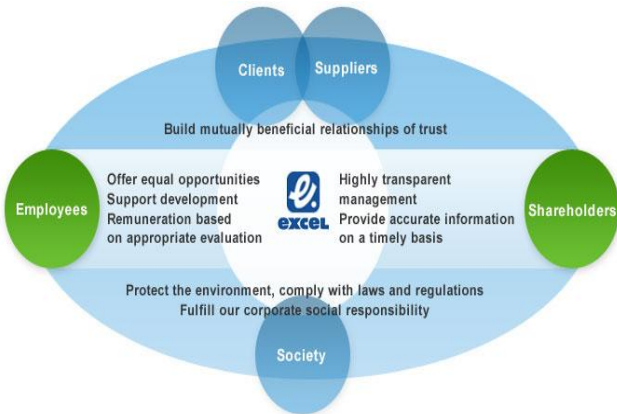 Clients
Suppliers
Build mutually beneficial relationships of trust
Employees
Offer equal opportunities
Support development
Remuneration based
on appropriate evaluation
e.
EXCEL
Highly transparent
management
Provide accurate information
on a timely basis
Shareholders
Protect the environment, comply with laws and regulations
Fulfill our corporate social responsibility
Society